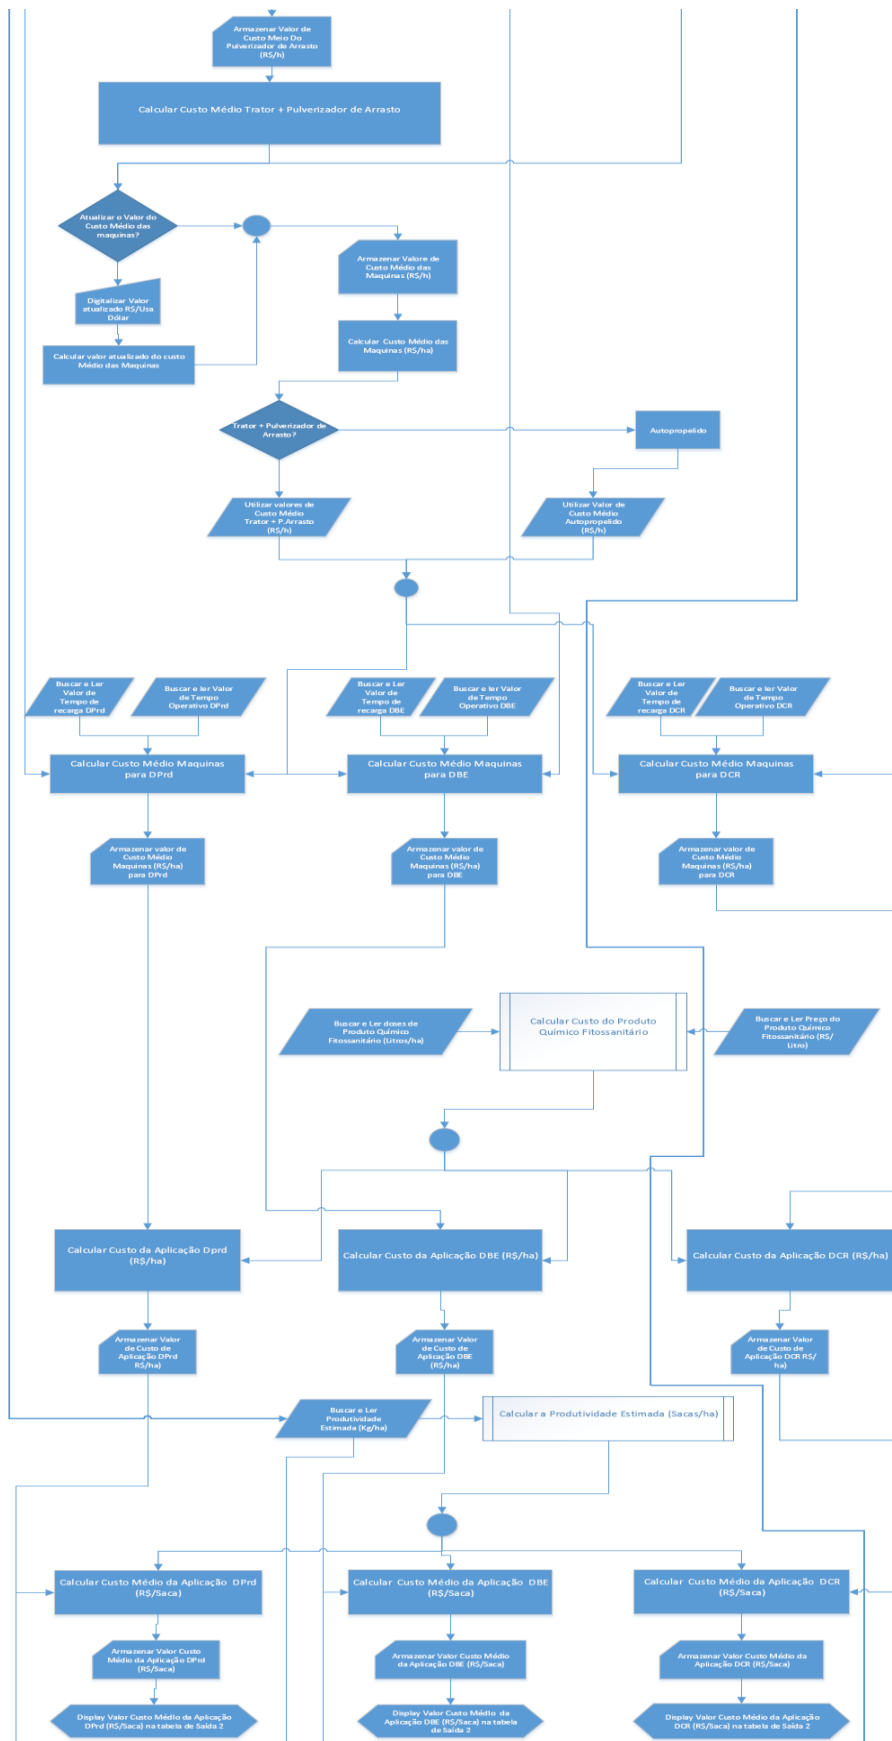 Armazenar Valor de
Custo Meio Do
Pulverizador de Arrasto
(R$/h)
Calcular Custo Médio Trator + Pulverizador de Arrasto
Atualizar o Valor do
Custo Médio das
maquinas?
Armazenar Valore de
Custo Médio das
Maquinas (R$/h)
Digitalizar Valor
atualizado R$/Usa
Dólar
Calcular Custo Médio das
Maquinas (R$/ha)
Calcular valor atualizado do custo
Médio das Maquinas
Trator + Pulverizador de
Arrasto?
Autopropelido
Utilizar valores de
Custo Médio
Trator + P.Arrasto
(R$/h)
Utilizar Valor de
Custo Médio
Autopropelido
(R$/h)
Buscar e Ler
Valor de
Tempo de
recarga DPrd
Buscar e ler Valor
de Tempo
Operativo DPrd
Buscar e Ler
Valor de
Tempo de
recarga DBE
Buscar e ler Valor
de Tempo
Operativo DBE
Buscar e Ler
Valor de
Tempo de
recarga DCR
Buscar e ler Valor
de Tempo
Operativo DCR
Calcular Custo Médio Maquinas
para DPrd
Calcular Custo Médio Maquinas
para DBE
Calcular Custo Médio Maquinas
para DCR
Armazenar valor de
Custo Médio
Maquinas (R$/ha)
para DPrd
Armazenar valor de
Custo Médio
Maquinas (R$/ha)
para DBE
Armazenar valor de
Custo Médio
Maquinas (R$/ha)
para DCR
Buscar e Ler doses de
Produto Químico
Fitossanitário (Litros/ha)
Calcular Custo do Produto
Químico Fitossanitário
Buscar e Ler Preço do
Produto Químico
Fitossanitário (R$/
Litro)
Calcular Custo da Aplicação Dprd
(R$/ha)
Calcular Custo da Aplicação DBE (R$/ha)
Calcular Custo da Aplicação DCR (R$/ha)
Armazenar Valor
de Custo de
Aplicação DPrd
R$/ha)
Armazenar Valor
de Custo de
Aplicação DBE
(R$/ha)
Armazenar Valor
de Custo de
Aplicação DCR R$/
ha)
Buscar e Ler
Produtividade
Estimada (Kg/ha)
Calcular a Produtividade Estimada (Sacas/ha)
Calcular Custo Médio da Aplicação DPrd
(R$/Saca)
Calcular Custo Médio da Aplicação DBE
(R$/Saca)
Calcular Custo Médio da Aplicação DCR
(R$/Saca)
Armazenar Valor Custo
Médio da Aplicação DPrd
(R$/Saca)
Armazenar Valor Custo Médio
da Aplicação DBE (R$/Saca)
Armazenar Valor Custo Médio da
Aplicação DCR (R$/Saca)
Display Valor Custo Médio da Aplicação
DPrd (R$/Saca) na tabela de Saída 2
Display Valor Custo Médio da
Aplicação DBE (R$/Saca) na tabela
de Saída 2
Display Valor Custo Médio da Aplicação
DCR (R$/Saca) na tabela de Saída 2